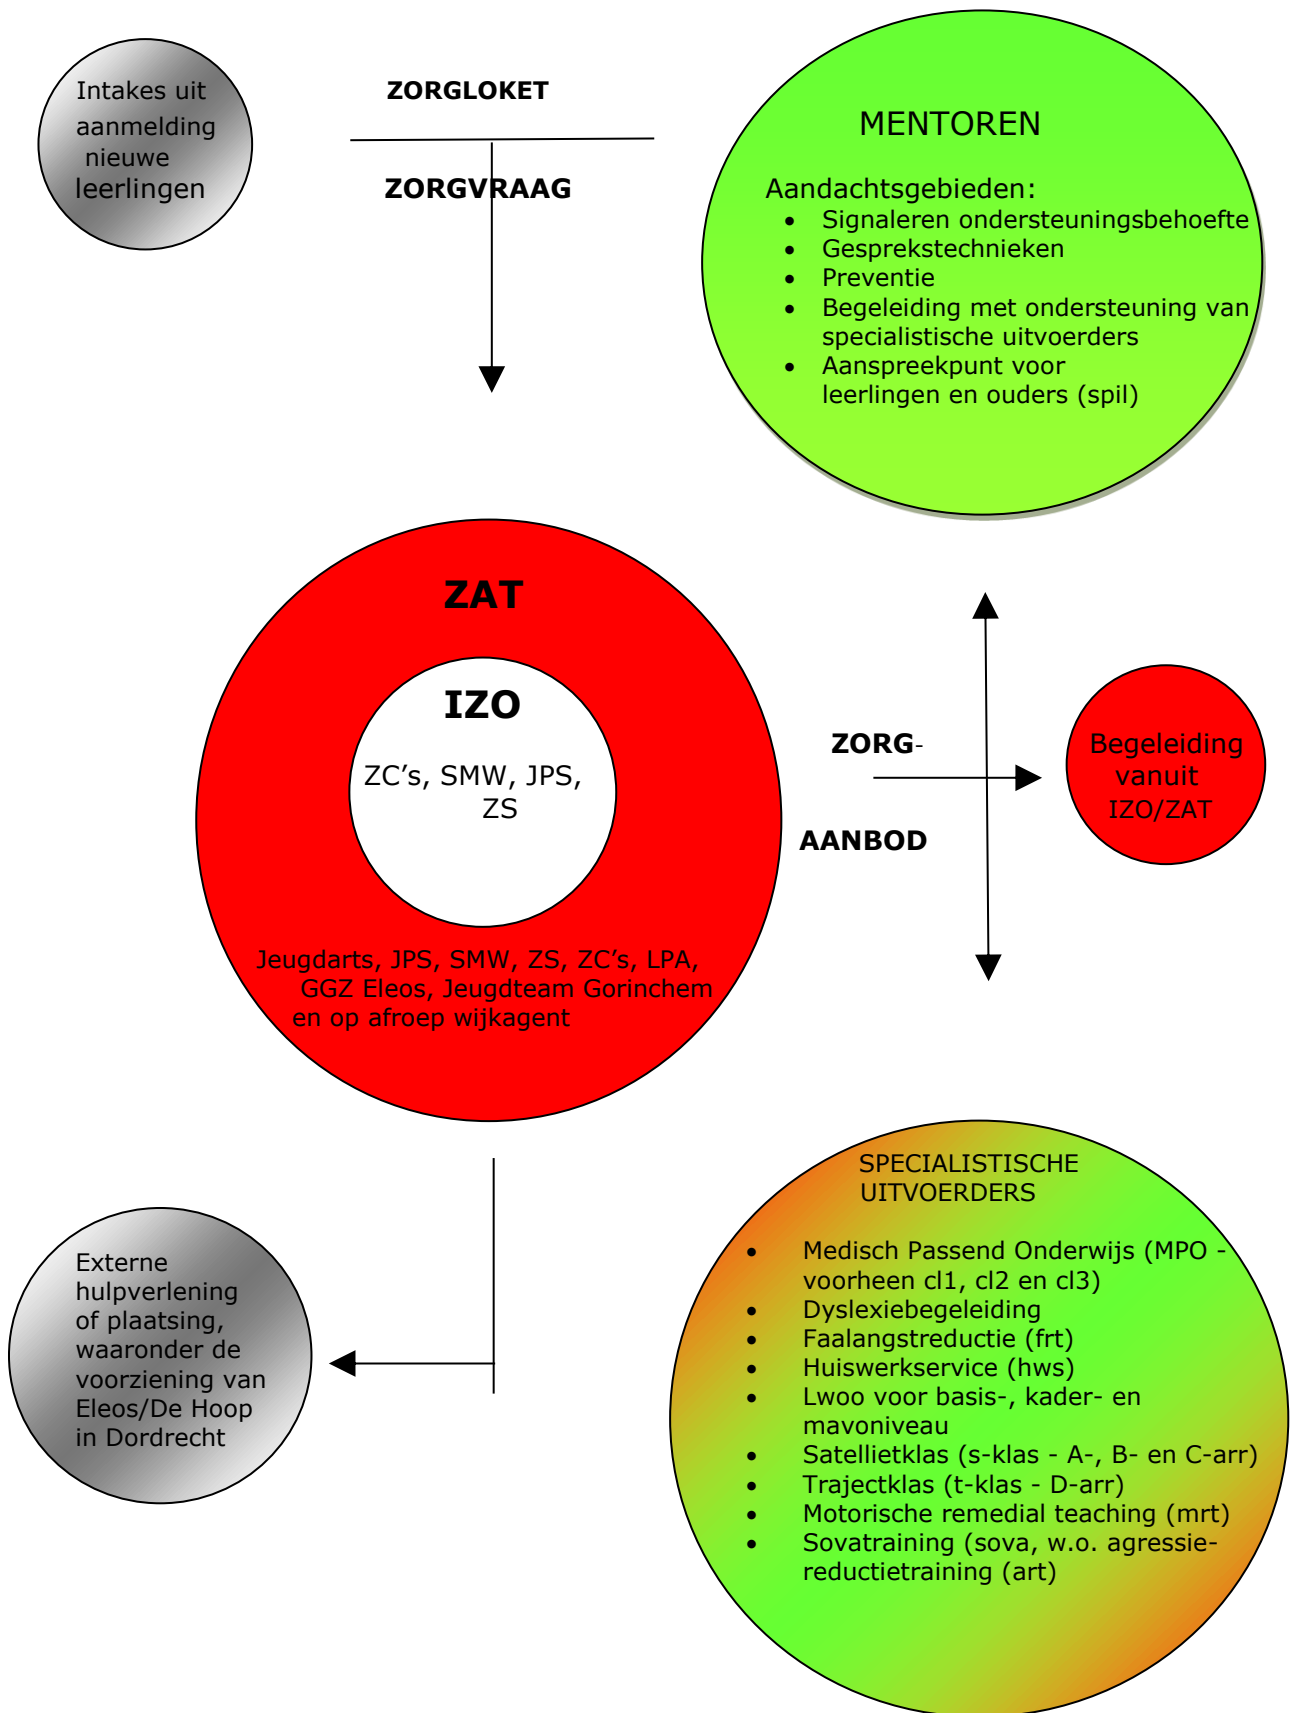 Intakes uit
aanmelding
nieuwe
leerlingen
ZORGLOKET
ZORGVRAAG
MENTOREN
Aandachtsgebieden:
• Signaleren ondersteuningsbehoefte
• Gesprekstechnieken
• Preventie
• Begeleiding met ondersteuning van
specialistische uitvoerders
• Aanspreekpunt voor
leerlingen en ouders (spil)
ZAT
IZO
ZC's, SMW, JPS,
ZS
Jeugdarts, JPS, SMW, ZS, ZC's, LPA,
GGZ Eleos, Jeugdteam Gorinchem
en op afroep wijkagent
ZORG-
AANBOD
Begeleiding
vanuit
IZO/ZAT
Externe
hulpverlening
of plaatsing,
waaronder de
voorziening van
Eleos/De Hoop
in Dordrecht
SPECIALISTISCHE
UITVOERDERS
• Medisch Passend Onderwijs (MPO -
voorheen cl1, cl2 en cl3)
• Dyslexiebegeleiding
• Faalangstreductie (frt)
• Huiswerkservice (hws)
• Lwoo voor basis-, kader- en
mavoniveau
• Satellietklas (s-klas - A-, B- en C-arr)
• Trajectklas (t-klas - D-arr)
• Motorische remedial teaching (mrt)
• Sovatraining (sova, w.o. agressie-
reductietraining (art)